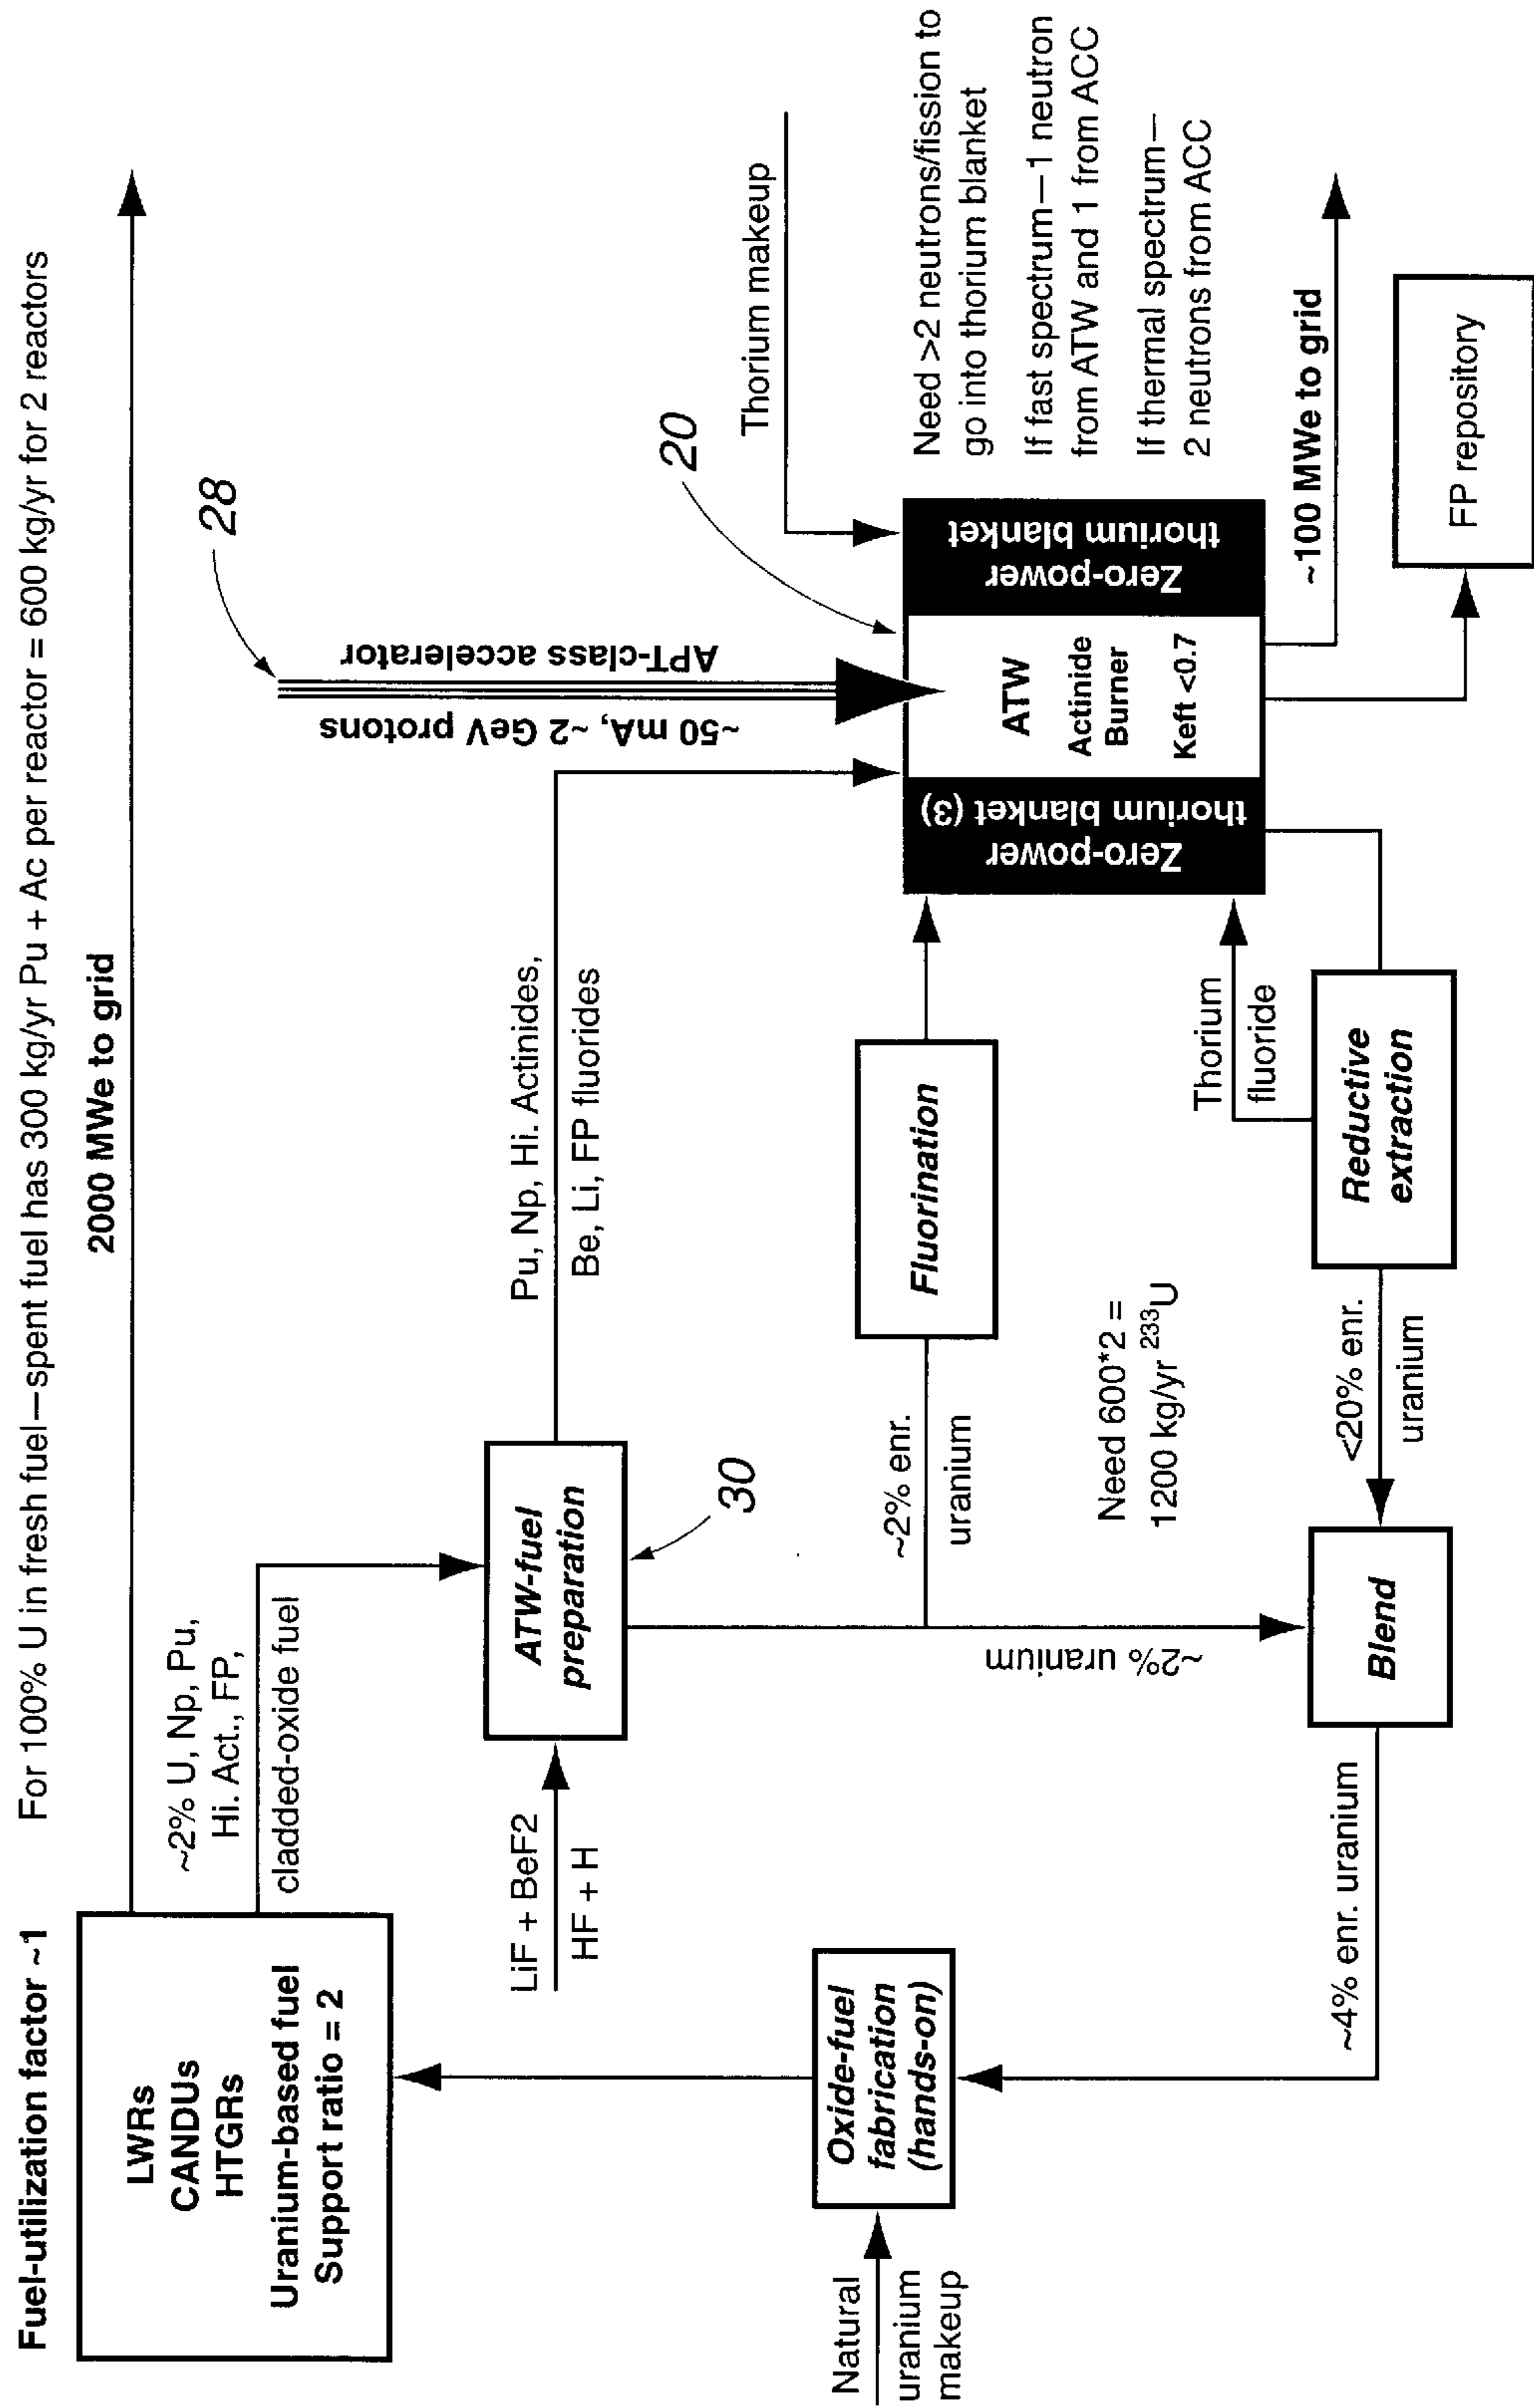 Fuel-utilization factor ~1
For 100% U in fresh fuel—spent fuel has 300 kg/yr Pu + Ac per reactor = 600 kg/yr for 2 reactors
LWRs
CANDUs
HTGRs
Uranium-based fuel
Support ratio = 2
2000 MWe to grid
~2% U, Np, Pu,
Hi. Act., FP,
cladded-oxide fuel
28
~50 mA, ~2 GeV protons
APT-class accelerator
LiF + BeF2
HF + H
ATW-fuel
preparation
30
Pu, Np, Hi. Actinides,
Be, Li, FP fluorides
20
Thorium makeup
Natural
uranium
makeup
Oxide-fuel
fabrication
(hands-on)
~2% enr.
uranium
Fluorination
Zero-power
thorium blanket (3)
ATW
Actinide
Burner
Keft <0.7
Zero-power
thorium blanket
Need >2 neutrons/fission to
go into thorium blanket
If fast spectrum—1 neutron
from ATW and 1 from ACC
If thermal spectrum—
2 neutrons from ACC
~2% uranium
Need 600*2 =
1200 kg/yr ²³³U
Thorium
fluoride
~4% enr. uranium
Blend
<20% enr.
uranium
Reductive
extraction
~100 MWe to grid
FP repository